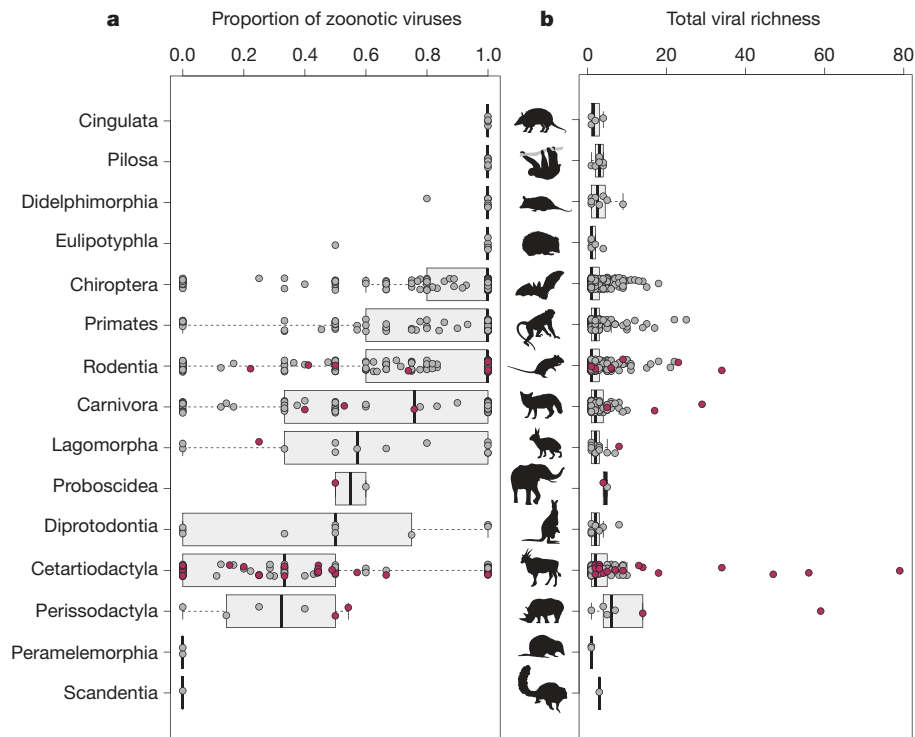 a Proportion of zoonotic viruses b Total viral richness
0.0 0.2 0.4 0.6 0.8 1.0 0 20 40 60 80
Cingulata
Pilosa
Didelphimorphia
Eulipotyphla
Chiroptera
Primates
Rodentia
Carnivora
Lagomorpha
Proboscidea
Diprotodontia
Cetartiodactyla
Perissodactyla
Peramelemorphia
Scandentia